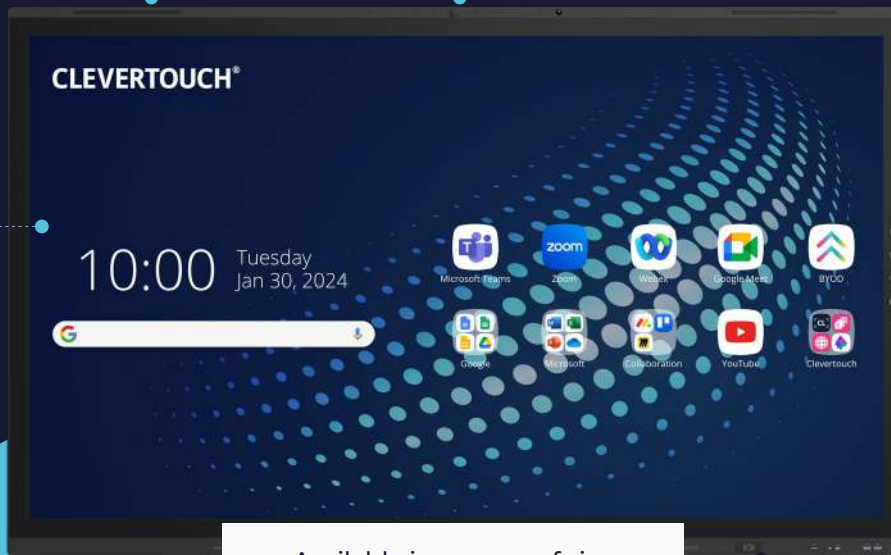 CLEVERTOUCH®
10:00
Tuesday
Jan 30, 2024
Microsoft Teams
zoom
Zoom
Webex
Google Meet
BYOD
Google
Microsoft
Collaboration
YouTube
CL
Clevertouch